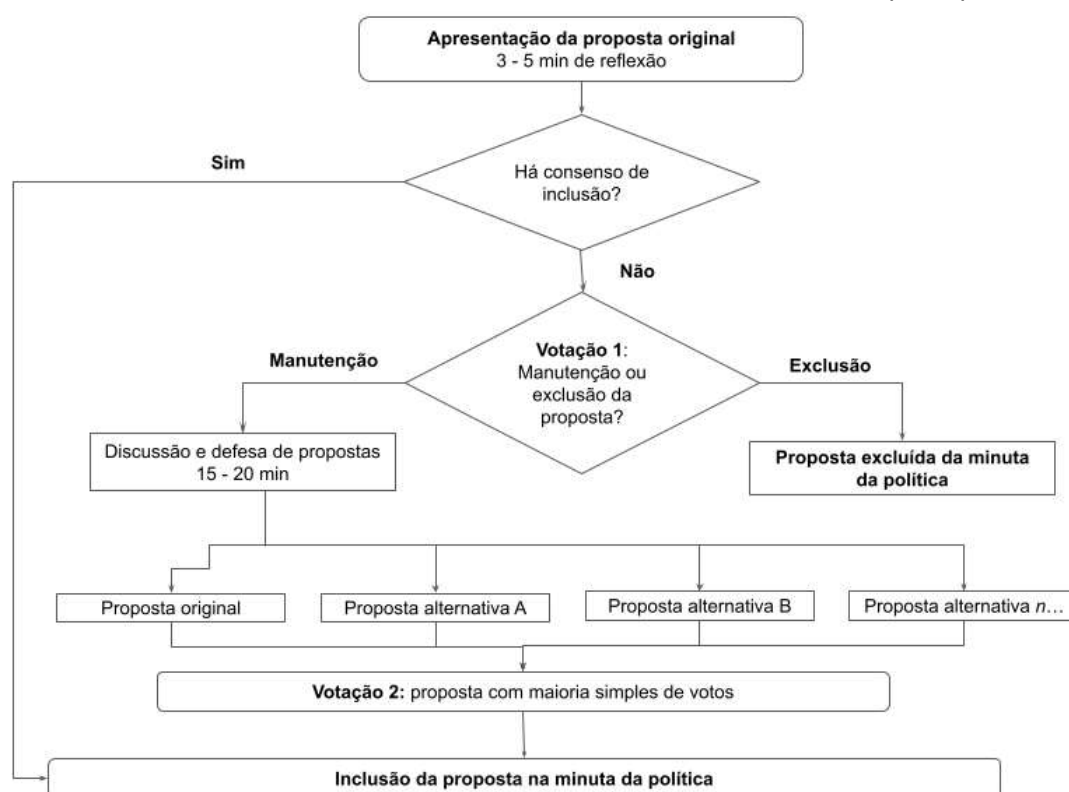 Apresentação da proposta original
3 - 5 min de reflexão
Sim
Há consenso de
inclusão?
Não
Manutenção
Votação 1:
Manutenção ou
exclusão da
proposta?
Exclusão
Discussão e defesa de propostas
15 - 20 min
Proposta excluída da minuta
da política
Proposta original
Proposta alternativa A
Proposta alternativa B
Proposta alternativa n...
Votação 2: proposta com maioria simples de votos
Inclusão da proposta na minuta da política